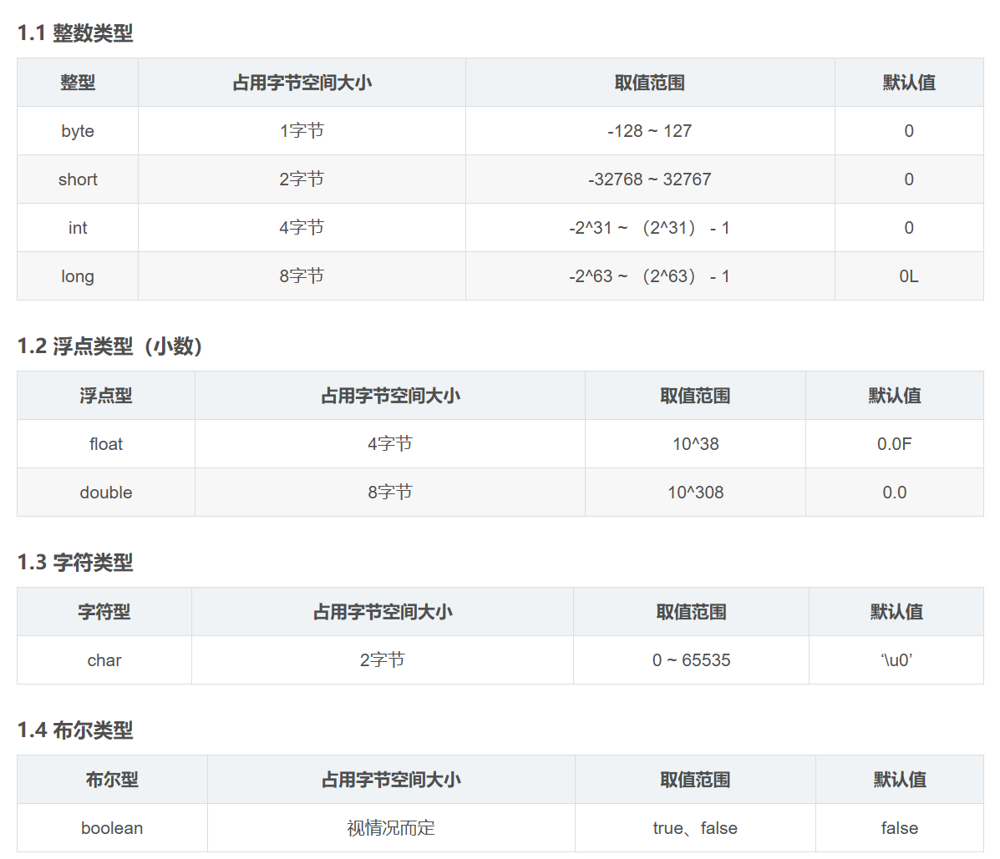 1.1 整数类型
整型 占用字节空间大小 取值范围 默认值
byte 1字节 -128 ~ 127 0
short 2字节 -32768 ~ 32767 0
int 4字节 -2^31 ~ （2^31） - 1 0
long 8字节 -2^63 ~ （2^63） - 1 0L
1.2 浮点类型（小数）
浮点型 占用字节空间大小 取值范围 默认值
float 4字节 10^38 0.0F
double 8字节 10^308 0.0
1.3 字符类型
字符型 占用字节空间大小 取值范围 默认值
char 2字节 0 ~ 65535 ‘\u0’
1.4 布尔类型
布尔型 占用字节空间大小 取值范围 默认值
boolean 视情况而定 true、false false